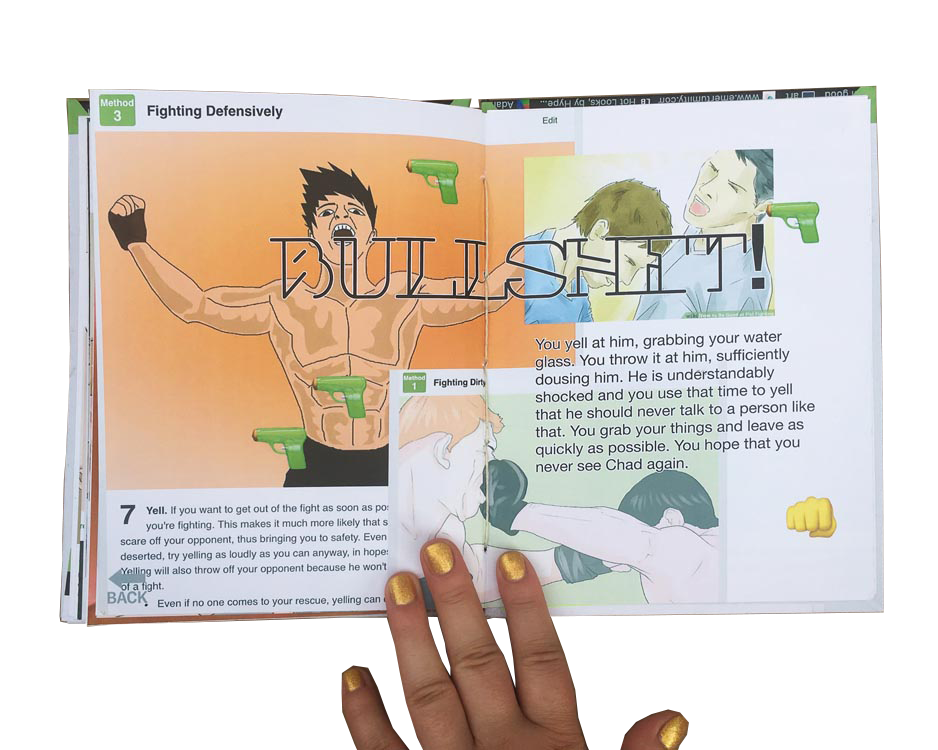 Method
3
Fighting Defensively
Edit
BULLSHIT!
You yell at him, grabbing your water
glass. You throw it at him, sufficiently
dousing him. He is understandably
shocked and you use that time to yell
that he should never talk to a person like
that. You grab your things and leave as
quickly as possible. You hope that you
never see Chad again.
Method
1
Fighting Dirty
7 Yell. If you want to get out of the fight as soon as pos
you're fighting. This makes it much more likely that s
scare off your opponent, thus bringing you to safety. Even
deserted, try yelling as loudly as you can anyway, in hopes
Yelling will also throw off your opponent because he won't
of a fight.
BACK
Even if no one comes to your rescue, yelling can